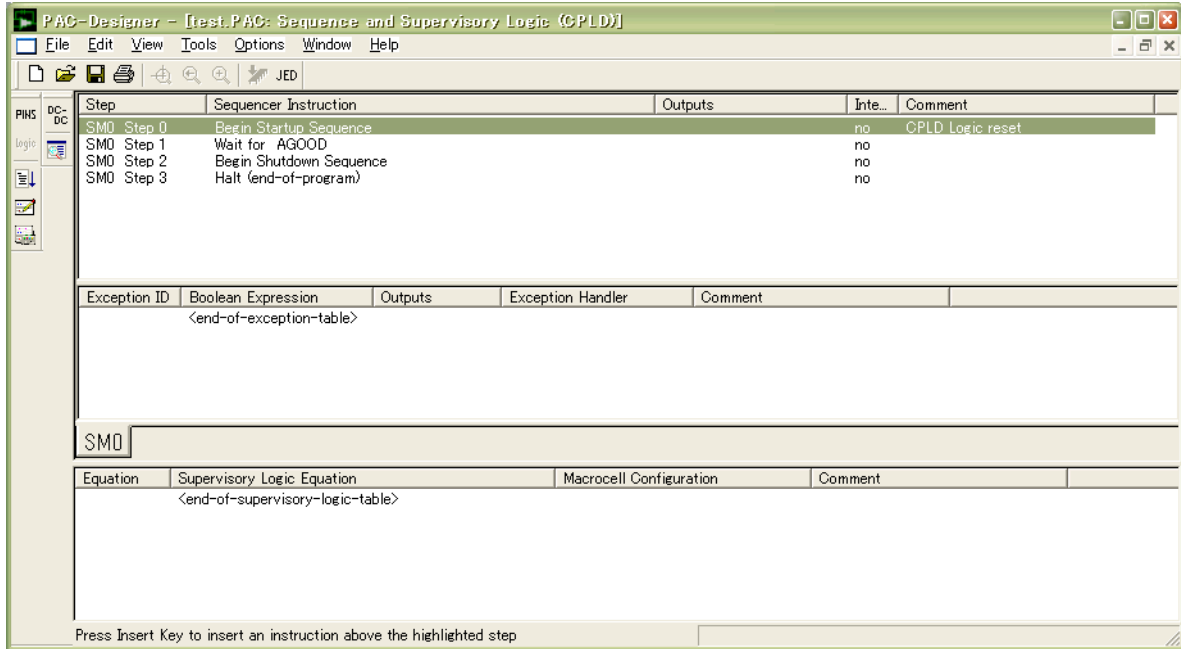 PAC-Designer - [test.PAC: Sequence and Supervisory Logic (CPLD)]
File Edit View Tools Options Window Help
JED
PINS DC-DC
logic
Step Sequencer Instruction Outputs Inte... Comment
SM0 Step 0 Begin Startup Sequence no CPLD Logic reset
SM0 Step 1 Wait for AGOOD no
SM0 Step 2 Begin Shutdown Sequence no
SM0 Step 3 Halt (end-of-program) no
Exception ID Boolean Expression Outputs Exception Handler Comment
<end-of-exception-table>
SM0
Equation Supervisory Logic Equation Macrocell Configuration Comment
<end-of-supervisory-logic-table>
Press Insert Key to insert an instruction above the highlighted step